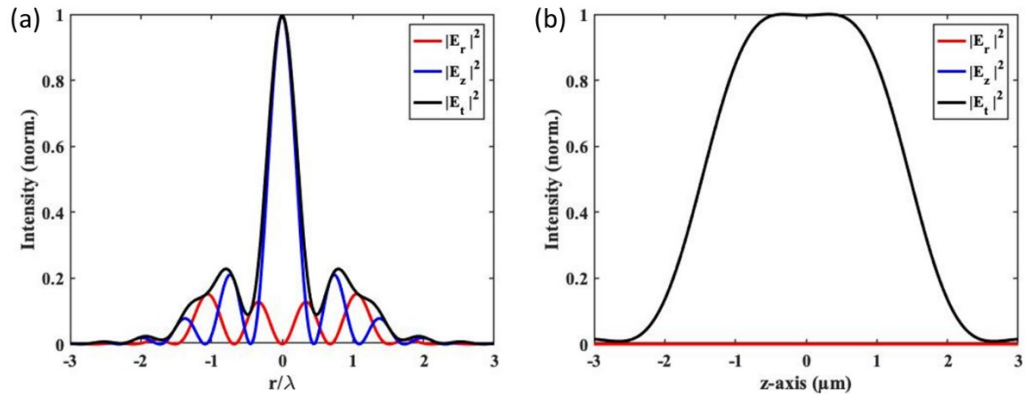 (a)
Intensity (norm.)
1
0.8
0.6
0.4
0.2
0
|E_r|^2
|E_z|^2
|E_t|^2
-3 -2 -1 0 1 2 3
r/λ
(b)
Intensity (norm.)
1
0.8
0.6
0.4
0.2
0
|E_r|^2
|E_z|^2
|E_t|^2
-3 -2 -1 0 1 2 3
z-axis (μm)